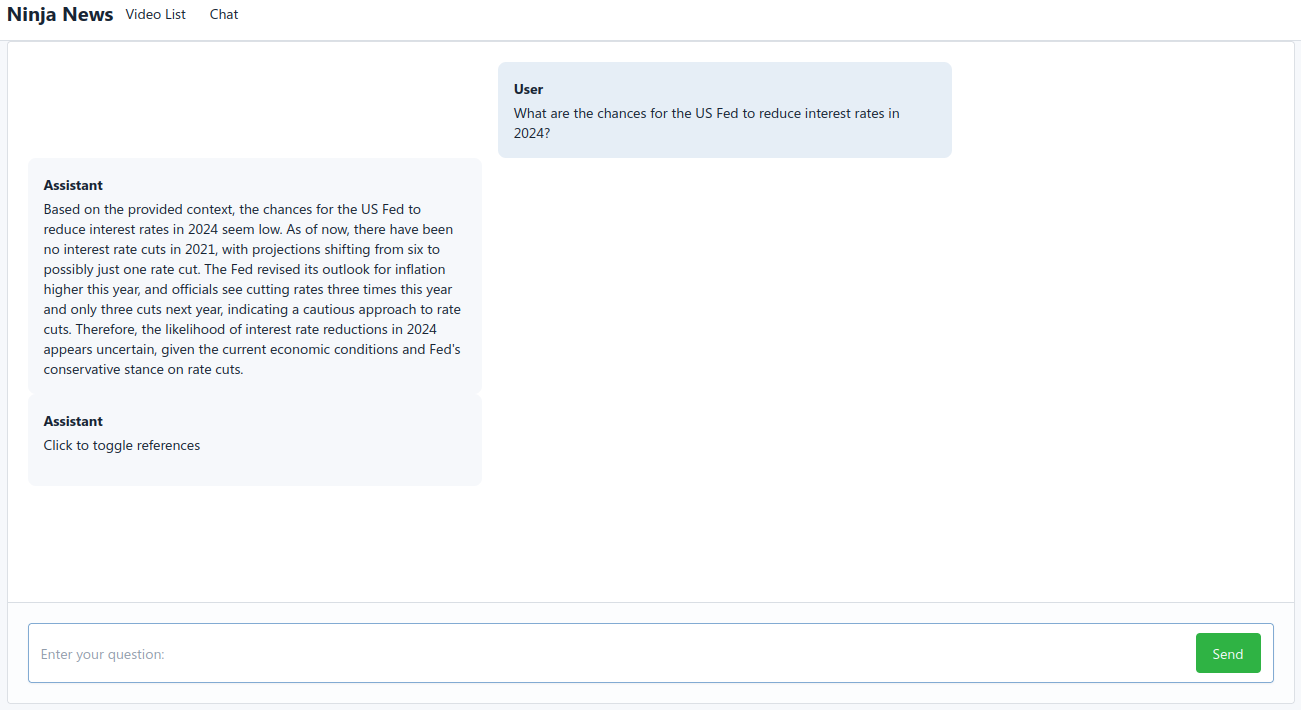 Ninja News Video List Chat
User
What are the chances for the US Fed to reduce interest rates in
2024?
Assistant
Based on the provided context, the chances for the US Fed to
reduce interest rates in 2024 seem low. As of now, there have been
no interest rate cuts in 2021, with projections shifting from six to
possibly just one rate cut. The Fed revised its outlook for inflation
higher this year, and officials see cutting rates three times this year
and only three cuts next year, indicating a cautious approach to rate
cuts. Therefore, the likelihood of interest rate reductions in 2024
appears uncertain, given the current economic conditions and Fed's
conservative stance on rate cuts.
Assistant
Click to toggle references
Enter your question:
Send